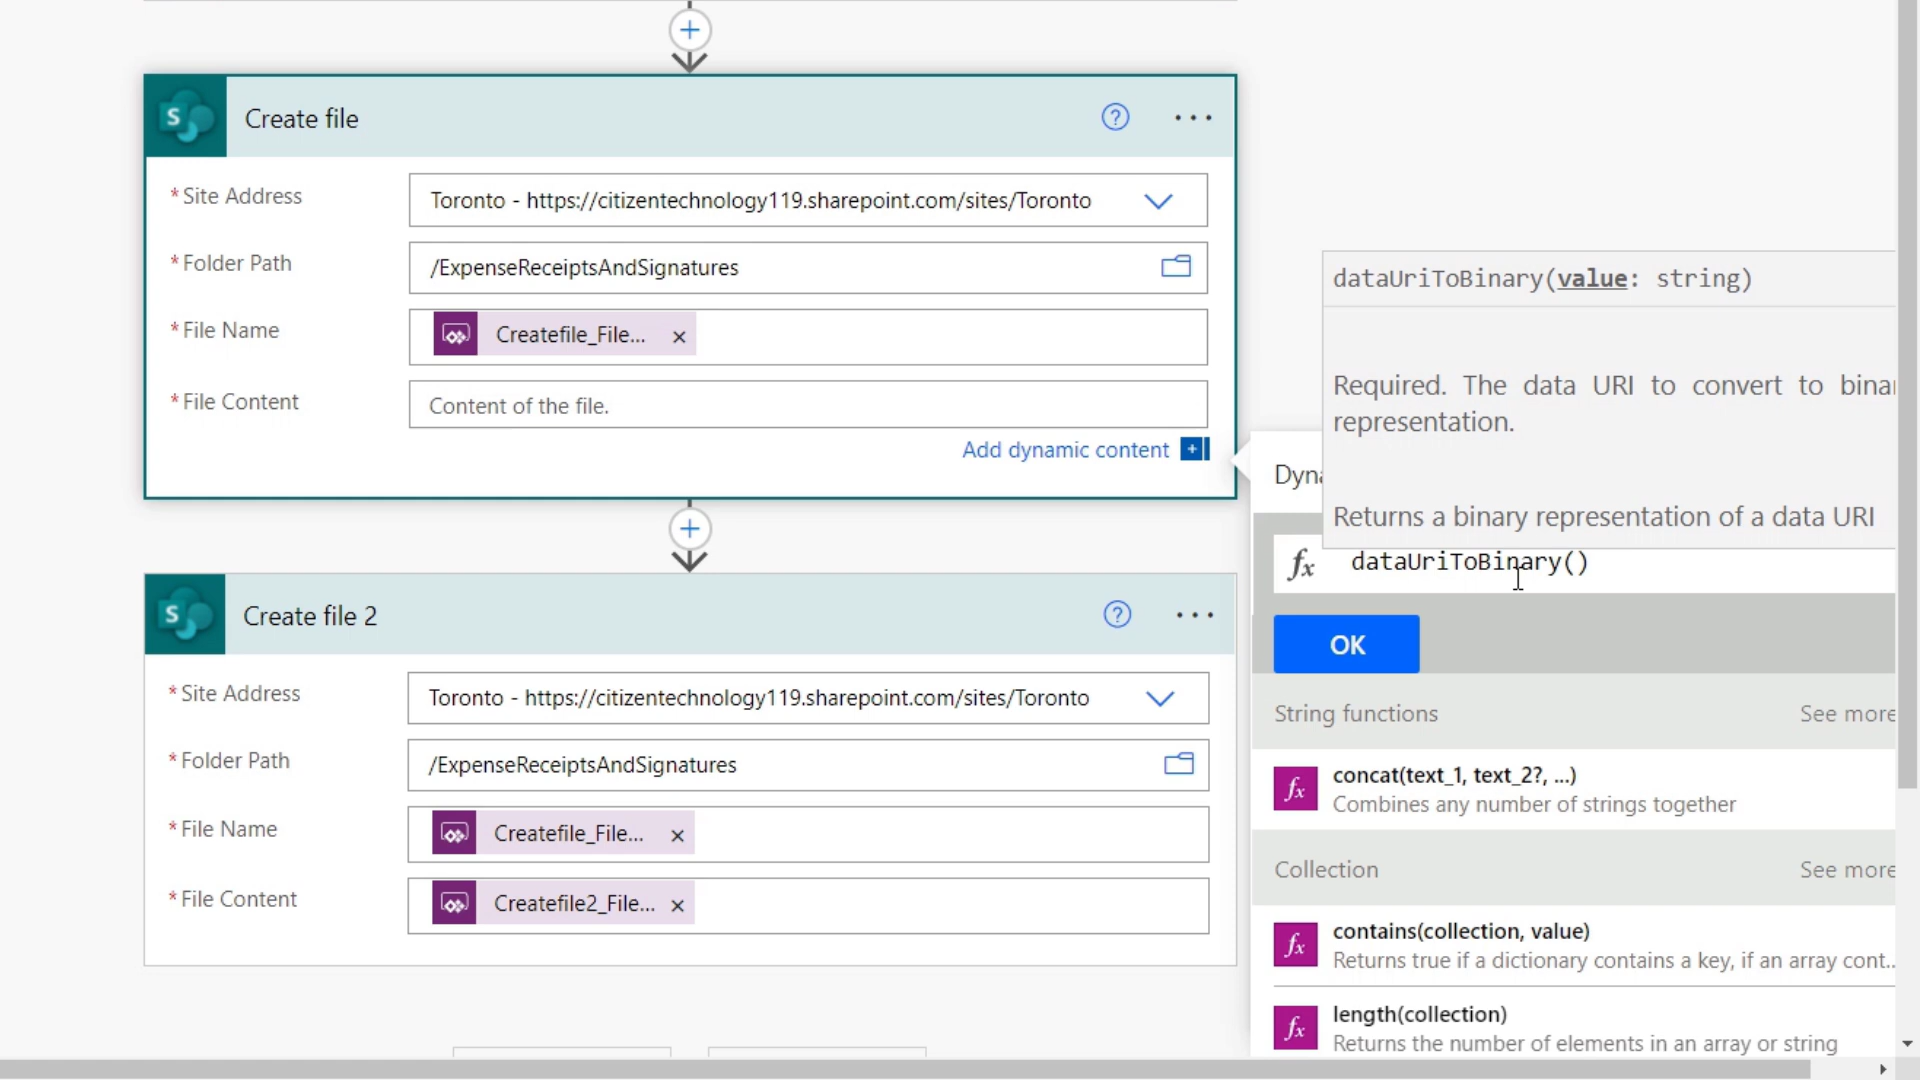 Create file
* Site Address
Toronto - https://citizentechnology119.sharepoint.com/sites/Toronto
* Folder Path
/ExpenseReceiptsAndSignatures
* File Name
Createfile_File... ×
* File Content
Content of the file.
Add dynamic content
dataUriToBinary(value: string)
Required. The data URI to convert to binar
representation.
Returns a binary representation of a data URI
Dyna
fx dataUriToBinary()
OK
String functions
See more
fx concat(text_1, text_2?, ...)
Combines any number of strings together
Collection
See more
fx contains(collection, value)
Returns true if a dictionary contains a key, if an array cont...
fx length(collection)
Returns the number of elements in an array or string
Create file 2
* Site Address
Toronto - https://citizentechnology119.sharepoint.com/sites/Toronto
* Folder Path
/ExpenseReceiptsAndSignatures
* File Name
Createfile_File... ×
* File Content
Createfile2_File... ×